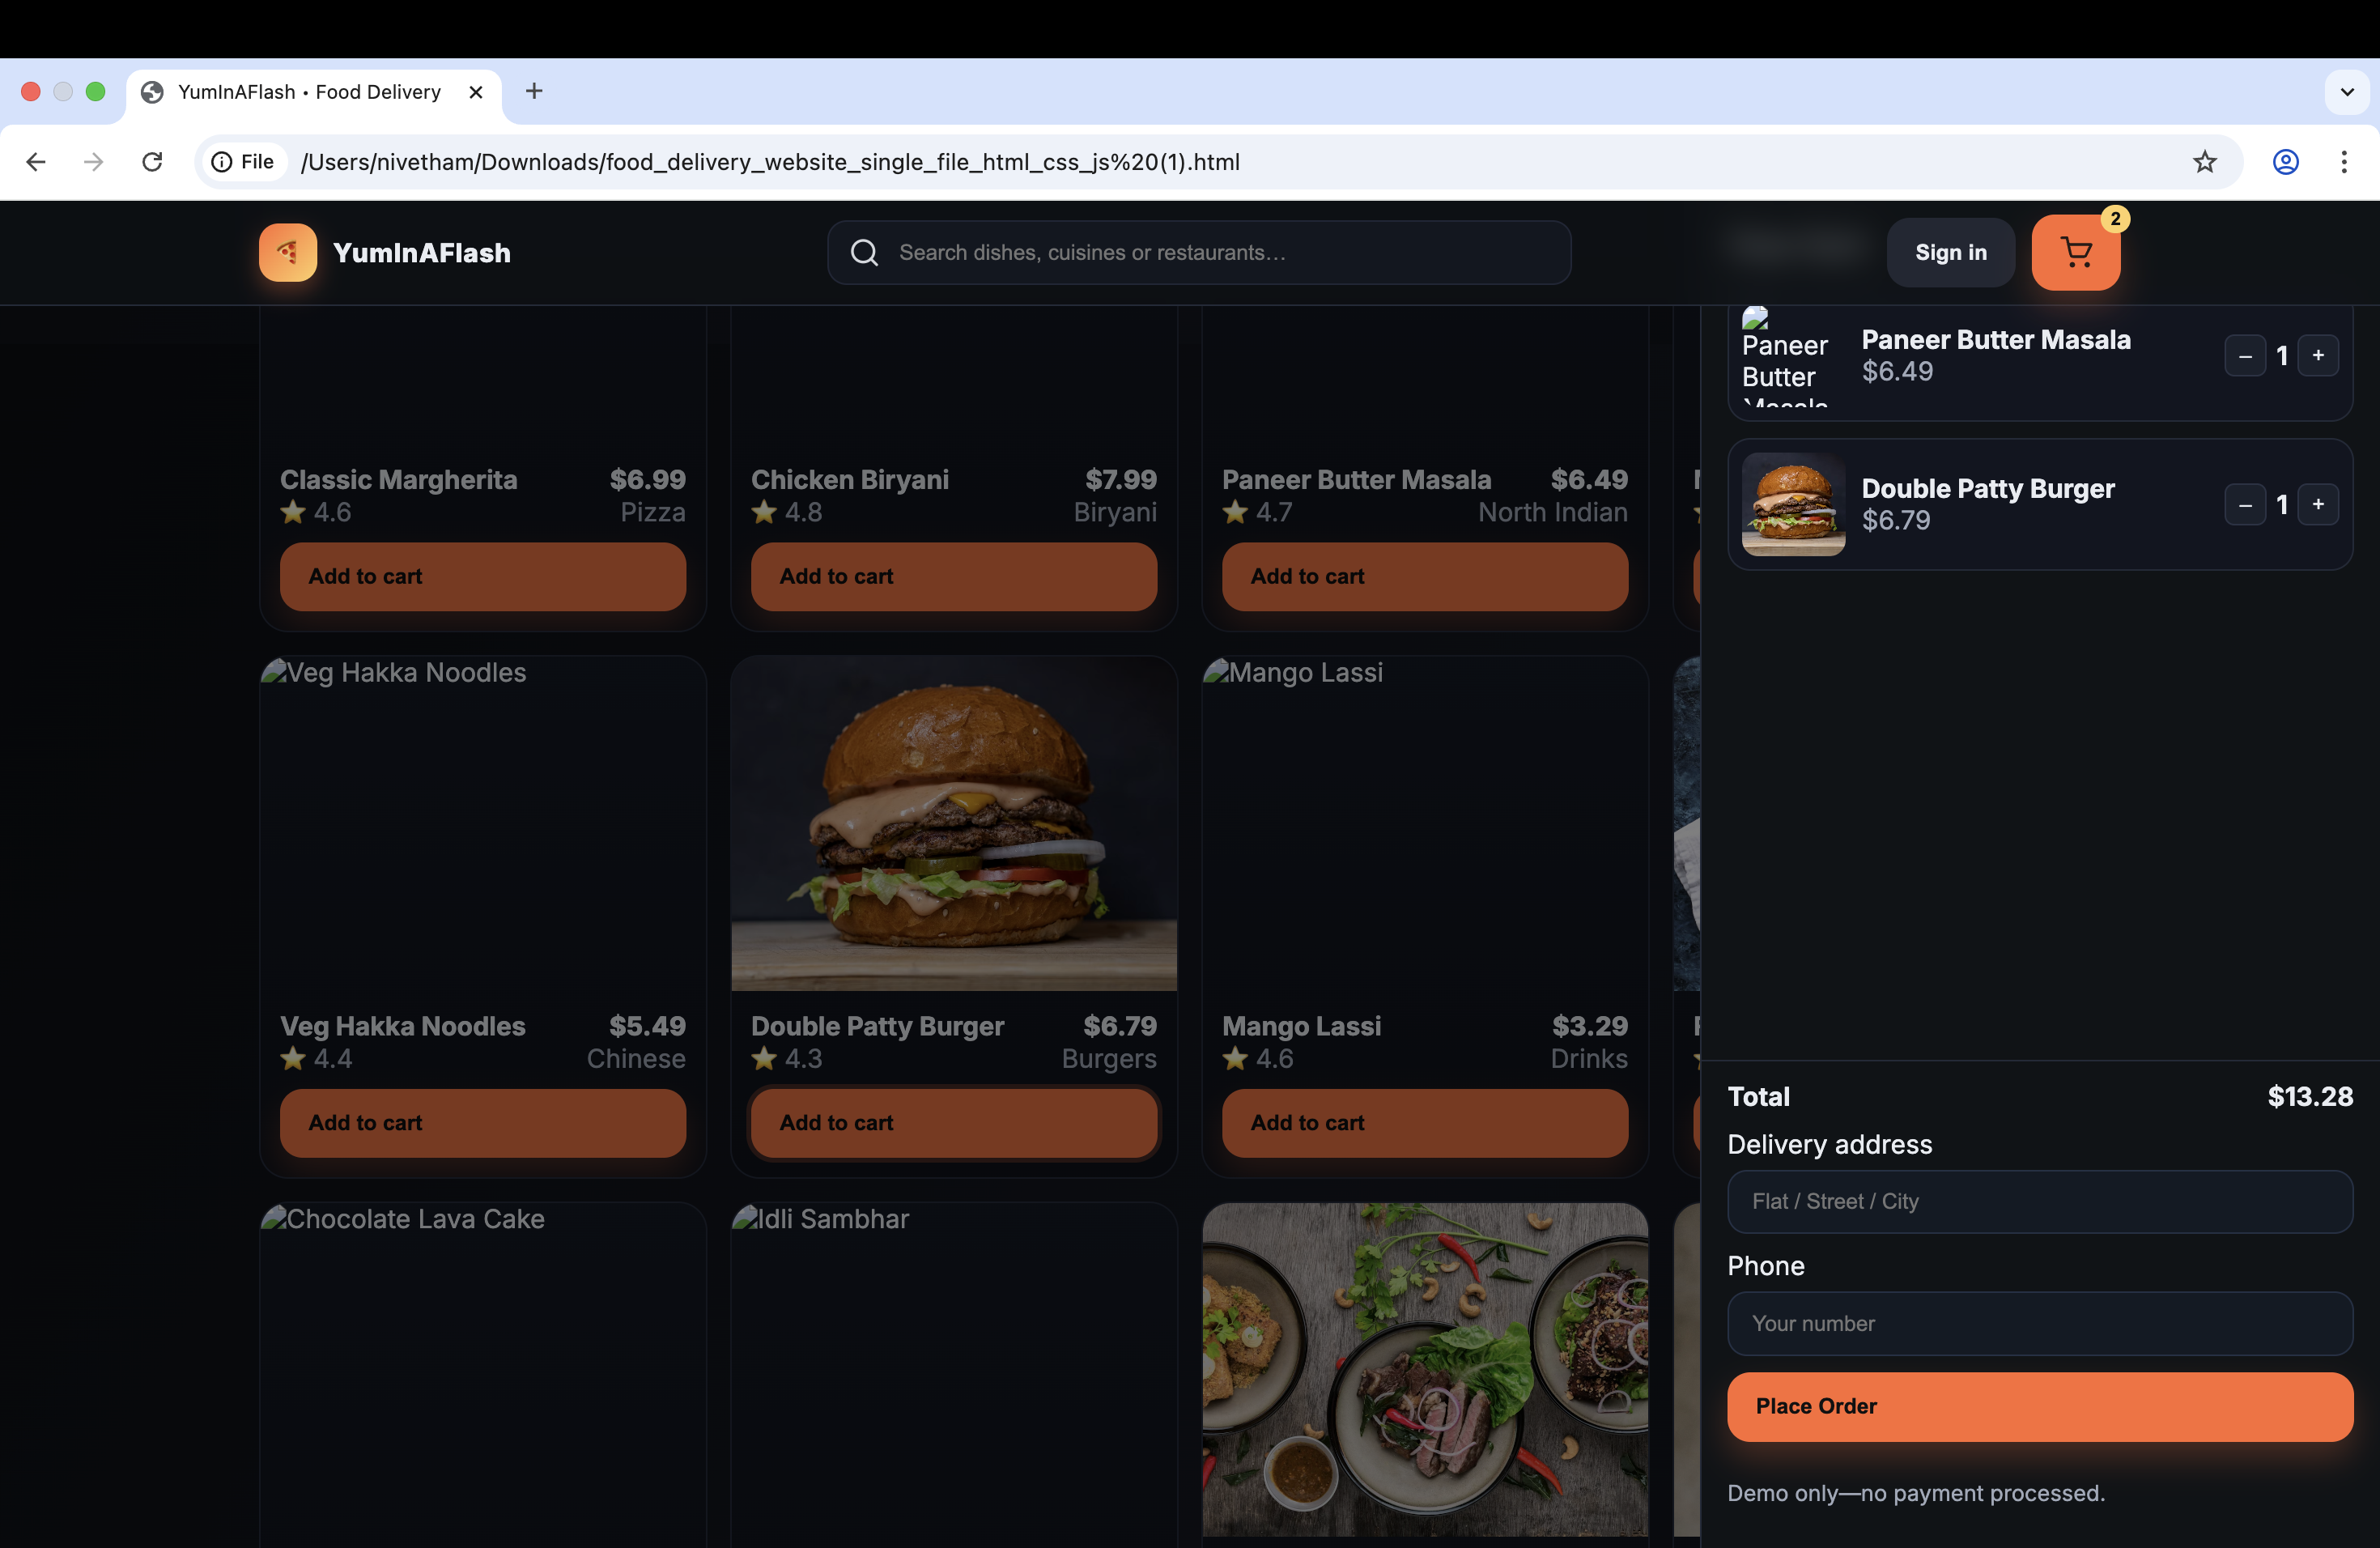 YumInAFlash • Food Delivery
File /Users/nivetham/Downloads/food_delivery_website_single_file_html_css_js%20(1).html
YumInAFlash
Search dishes, cuisines or restaurants…
Sign in
2
Classic Margherita $6.99
4.6 Pizza
Add to cart
Chicken Biryani $7.99
4.8 Biryani
Add to cart
Paneer Butter Masala $6.49
4.7 North Indian
Add to cart
Veg Hakka Noodles
Veg Hakka Noodles $5.49
4.4 Chinese
Add to cart
Double Patty Burger $6.79
4.3 Burgers
Add to cart
Mango Lassi
Mango Lassi $3.29
4.6 Drinks
Add to cart
Chocolate Lava Cake
Idli Sambhar
Paneer
Butter
Masala
Paneer Butter Masala
$6.49
– 1 +
Double Patty Burger
$6.79
– 1 +
Total $13.28
Delivery address
Flat / Street / City
Phone
Your number
Place Order
Demo only—no payment processed.